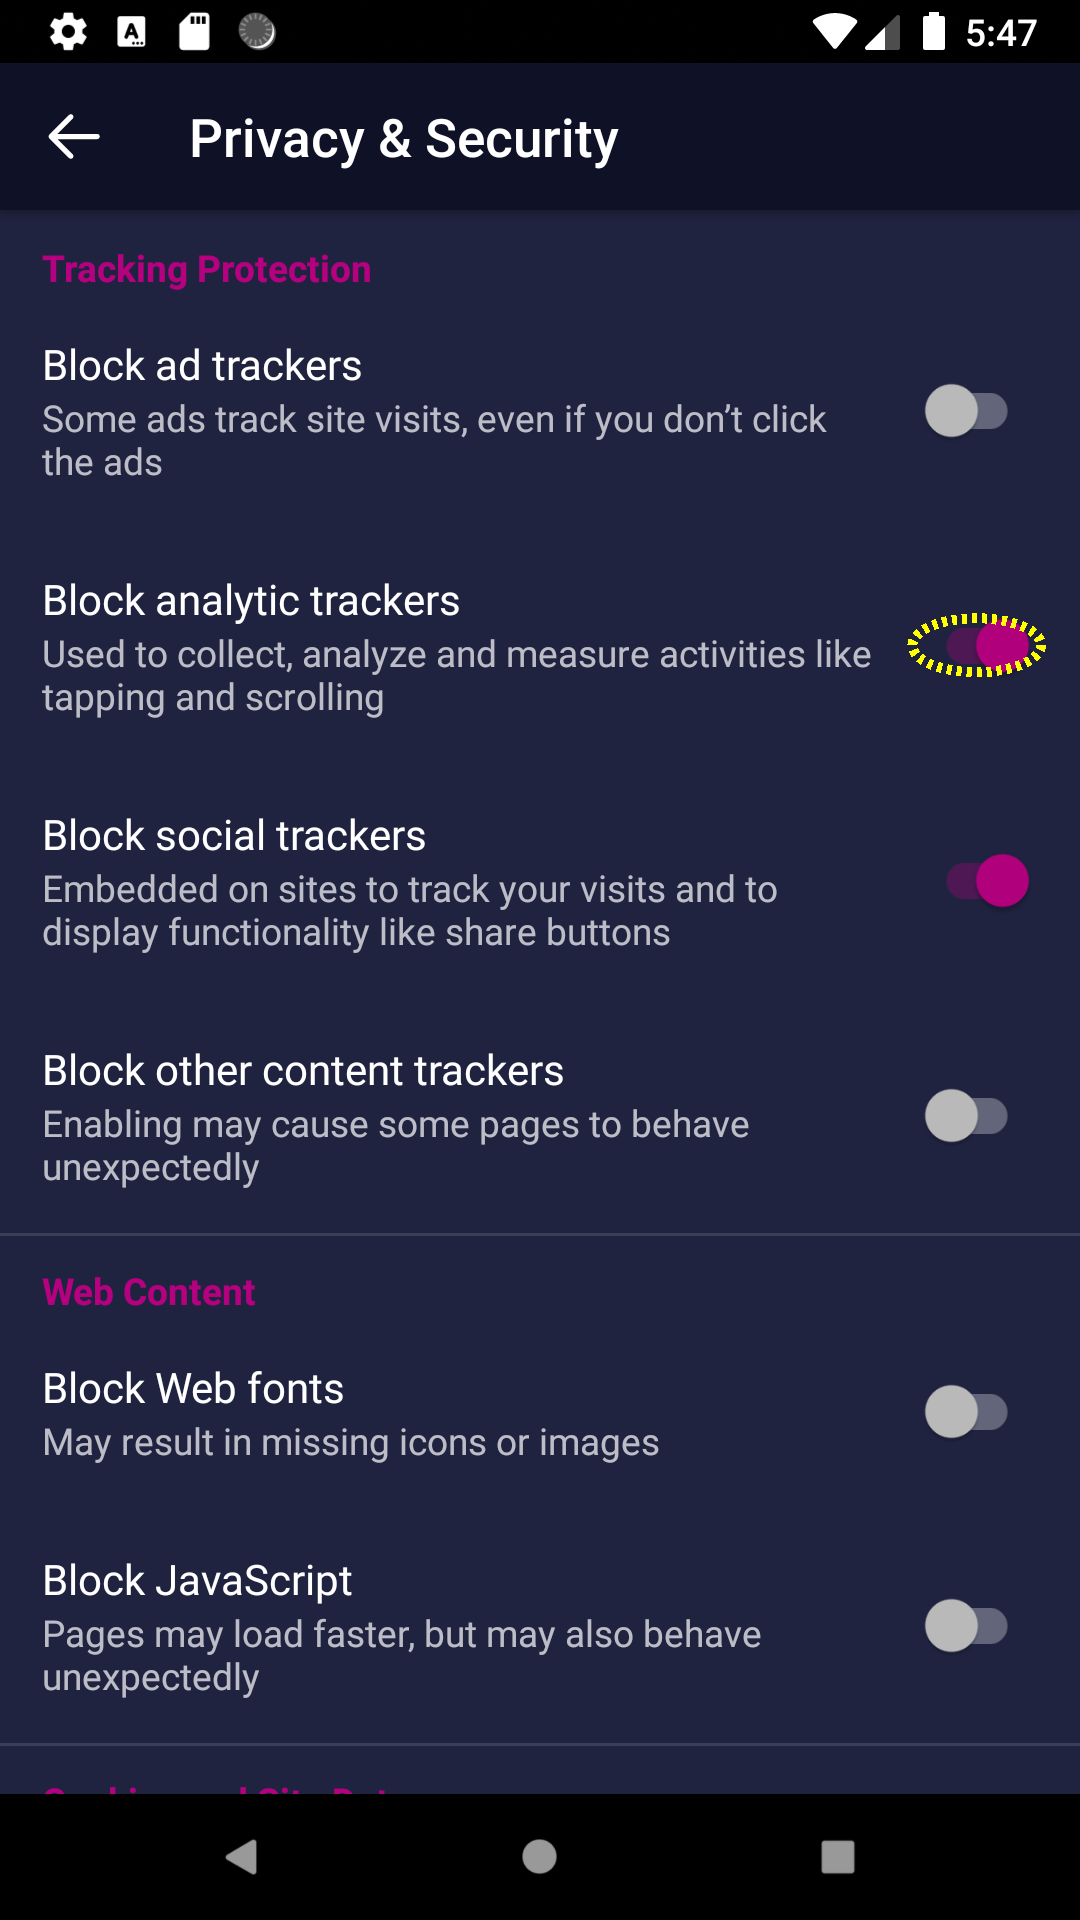 5:47
Privacy & Security
Tracking Protection
Block ad trackers
Some ads track site visits, even if you don’t click
the ads
Block analytic trackers
Used to collect, analyze and measure activities like
tapping and scrolling
Block social trackers
Embedded on sites to track your visits and to
display functionality like share buttons
Block other content trackers
Enabling may cause some pages to behave
unexpectedly
Web Content
Block Web fonts
May result in missing icons or images
Block JavaScript
Pages may load faster, but may also behave
unexpectedly